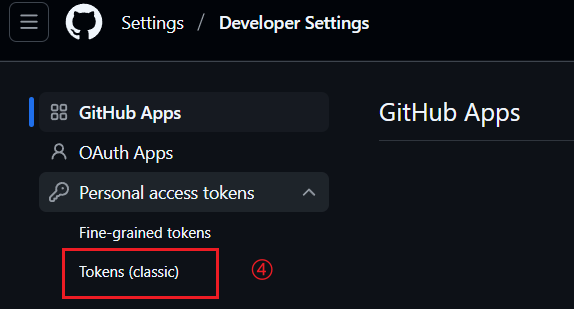 Settings / Developer Settings
GitHub Apps
GitHub Apps
OAuth Apps
Personal access tokens
Fine-grained tokens
Tokens (classic) ④